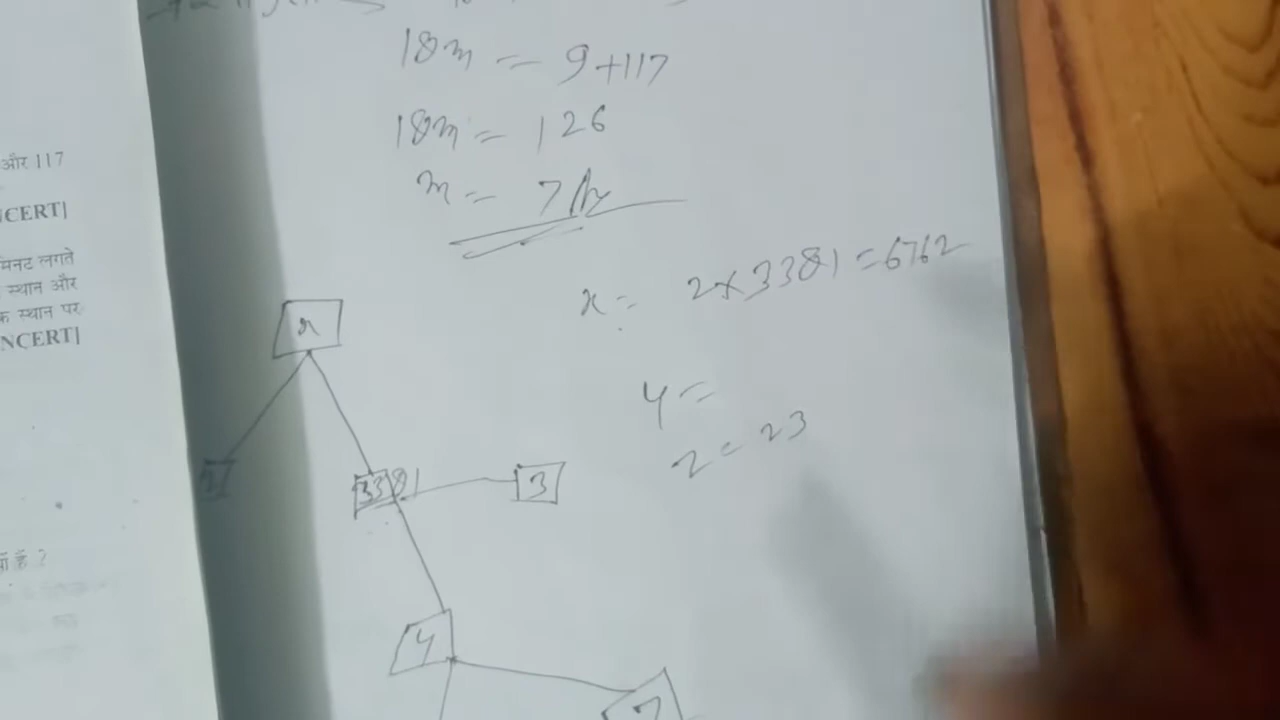 18m = 9+117
18m = 126
m = 7
और 117
NCERT]
मिनट लगते
स्थान और
स्थान पर
NCERT]
x = 2×3381 = 6762
x
y =
z = 23
3381
3
y
7